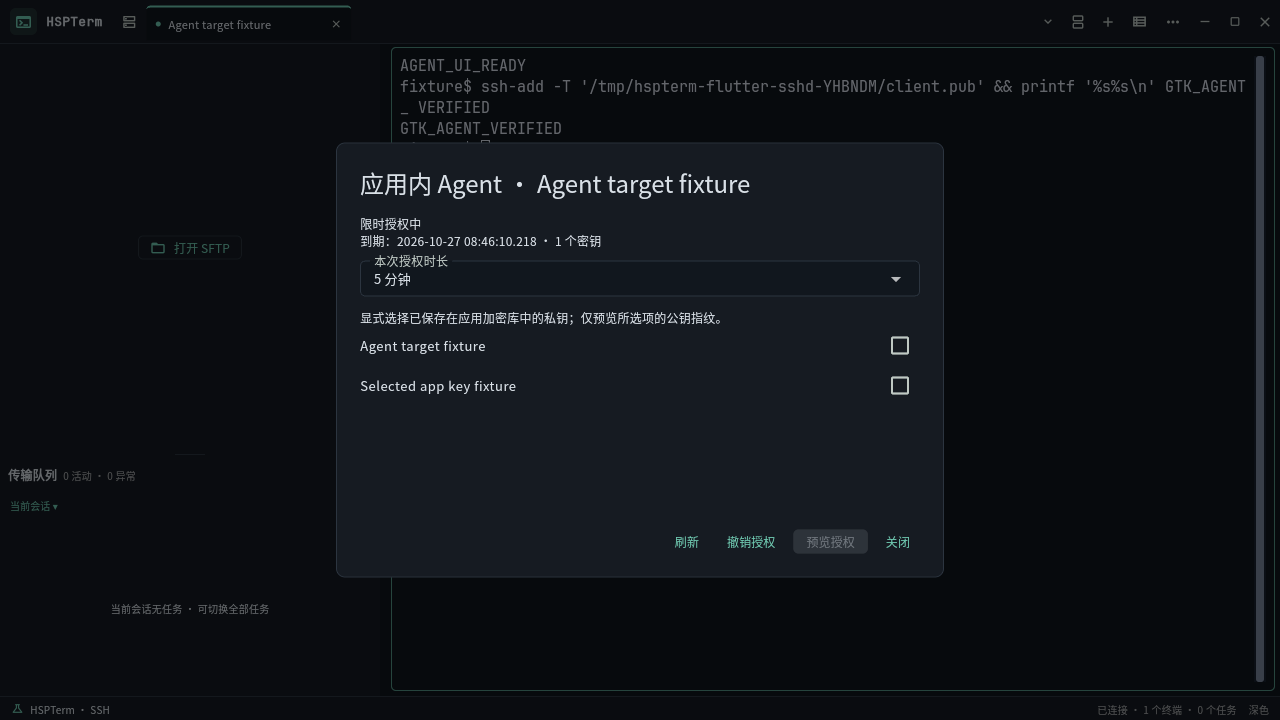 HSPTerm
Agent target fixture
AGENT_UI_READY
fixture$ ssh-add -T '/tmp/hspterm-flutter-sshd-YHBNDM/client.pub' && printf '%s%s\n' GTK_AGENT
_ VERIFIED
GTK_AGENT_VERIFIED
应用内 Agent · Agent target fixture
限时授权中
到期：2026-10-27 08:46:10.218 · 1 个密钥
本次授权时长
5 分钟
显式选择已保存在应用加密库中的私钥；仅预览所选项的公钥指纹。
Agent target fixture
Selected app key fixture
刷新
撤销授权
预览授权
关闭
打开 SFTP
传输队列 0 活动 · 0 异常
当前会话 ▾
当前会话无任务 · 可切换全部任务
HSPTerm · SSH
已连接 · 1 个终端 · 0 个任务 深色